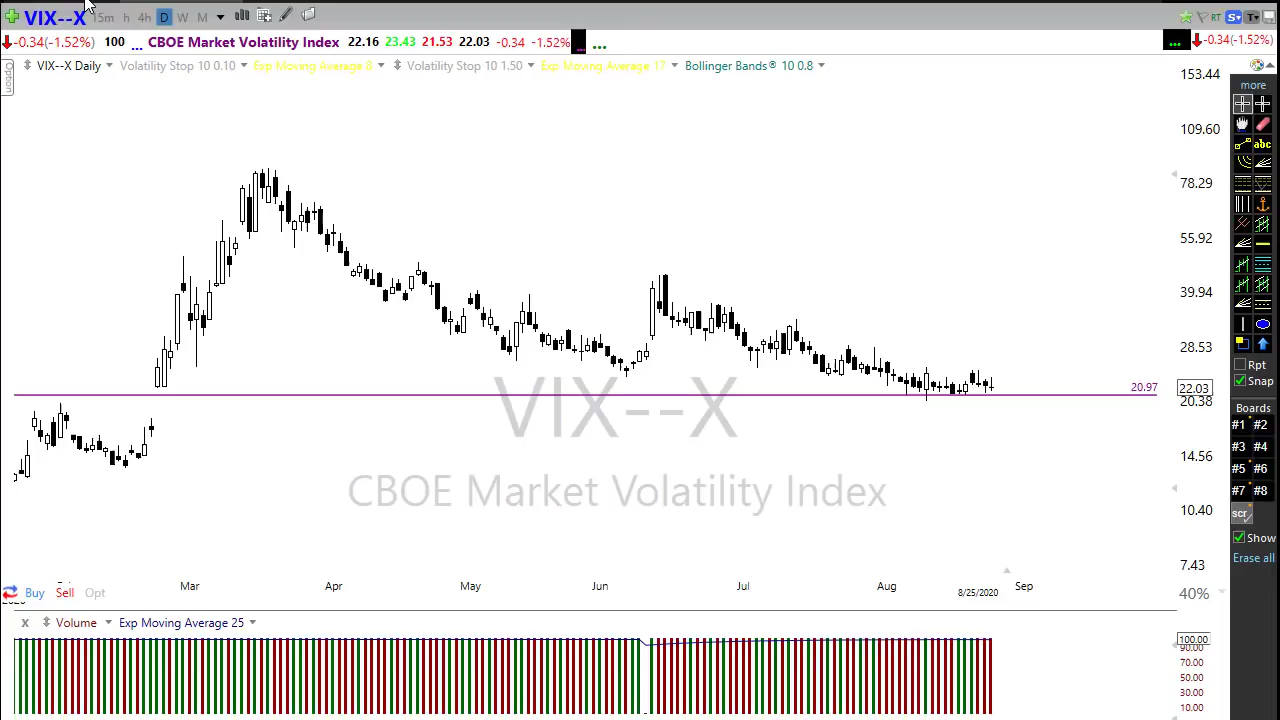 VIX--X 15m h 4h D W M RT S T
-0.34(-1.52%) 100 ... CBOE Market Volatility Index 22.16 23.43 21.53 22.03 -0.34 -1.52% ... ... -0.34(-1.52%)
Option
VIX--X Daily Volatility Stop 10 0.10 Exp Moving Average 8 Volatility Stop 10 1.50 Exp Moving Average 17 Bollinger Bands® 10 0.8
153.44
109.60
78.29
55.92
39.94
28.53
20.97
22.03
20.38
14.56
10.40
7.43
VIX--X
CBOE Market Volatility Index
Mar Apr May Jun Jul Aug Sep
8/25/2020
Buy Sell Opt
40%
x Volume Exp Moving Average 25
100.00
90.00
70.00
50.00
30.00
10.00
more
abc
Rpt
Snap
Boards
#1 #2
#3 #4
#5 #6
#7 #8
scr
Show
Erase all